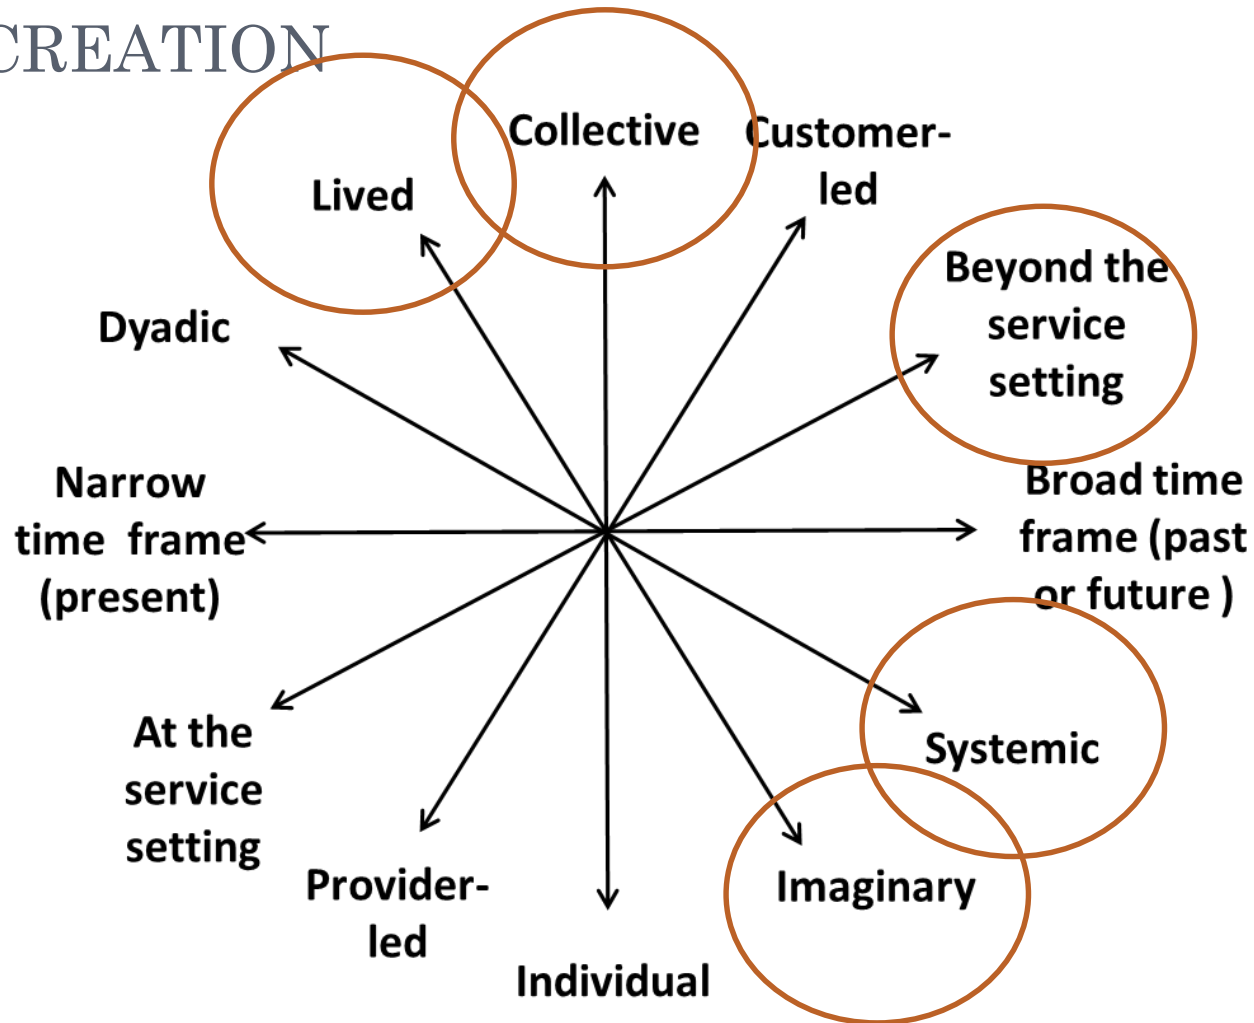 CREATION
Collective
Customer-
led
Lived
Beyond the
service
setting
Dyadic
Narrow
time  frame
(present)
Broad time
frame (past
or future )
At the
service
setting
Systemic
Provider-
led
Imaginary
Individual